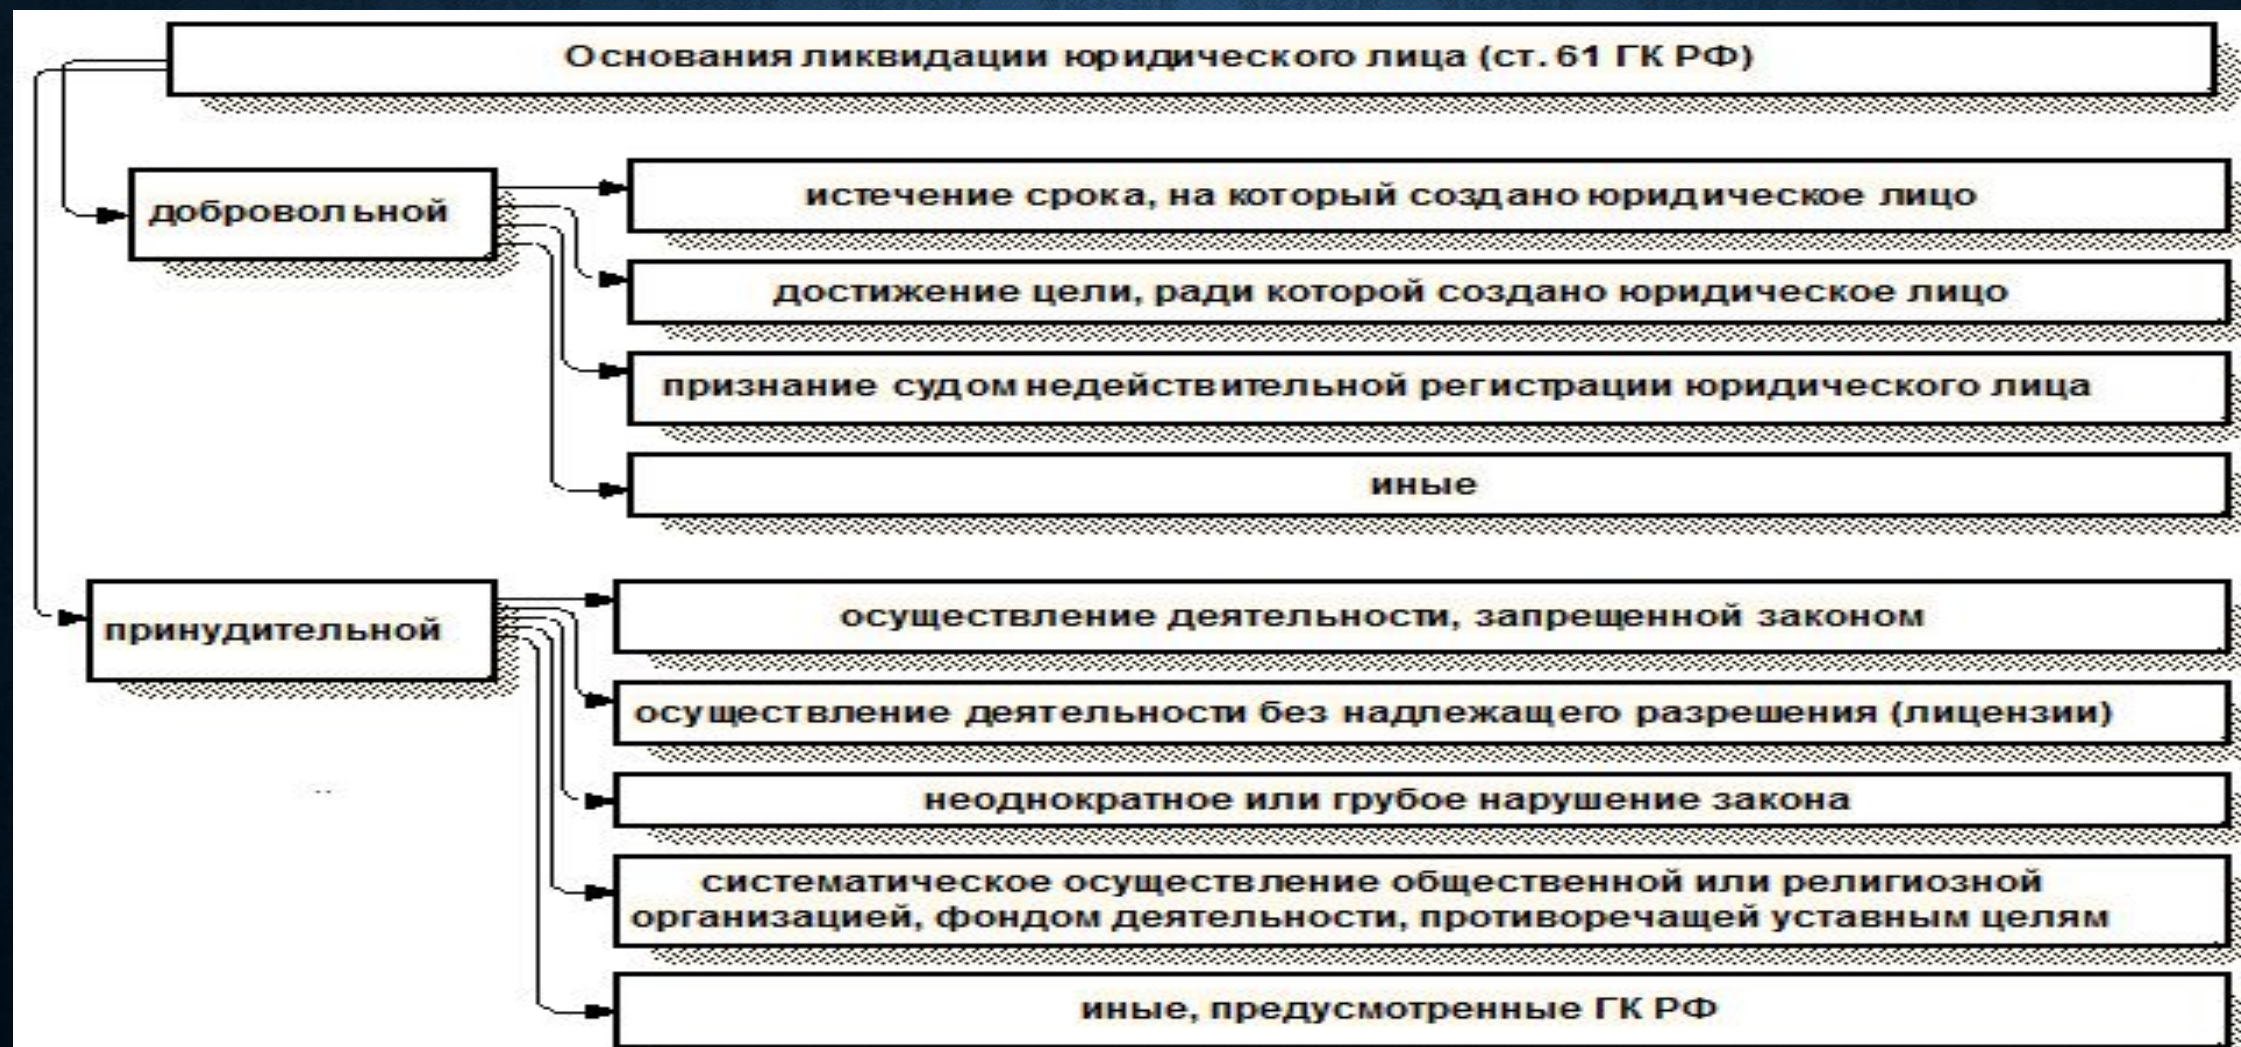 Основания ликвидации юридического лица (ст. 61 ГК РФ)
добровольной
истечение срока, на который создано юридическое лицо
достижение цели, ради которой создано юридическое лицо
признание судом недействительной регистрации юридического лица
иные
принудительной
осуществление деятельности, запрещенной законом
осуществление деятельности без надлежащего разрешения (лицензии)
неоднократное или грубое нарушение закона
систематическое осуществление общественной или религиозной
организацией, фондом деятельности, противоречащей уставным целям
иные, предусмотренные ГК РФ